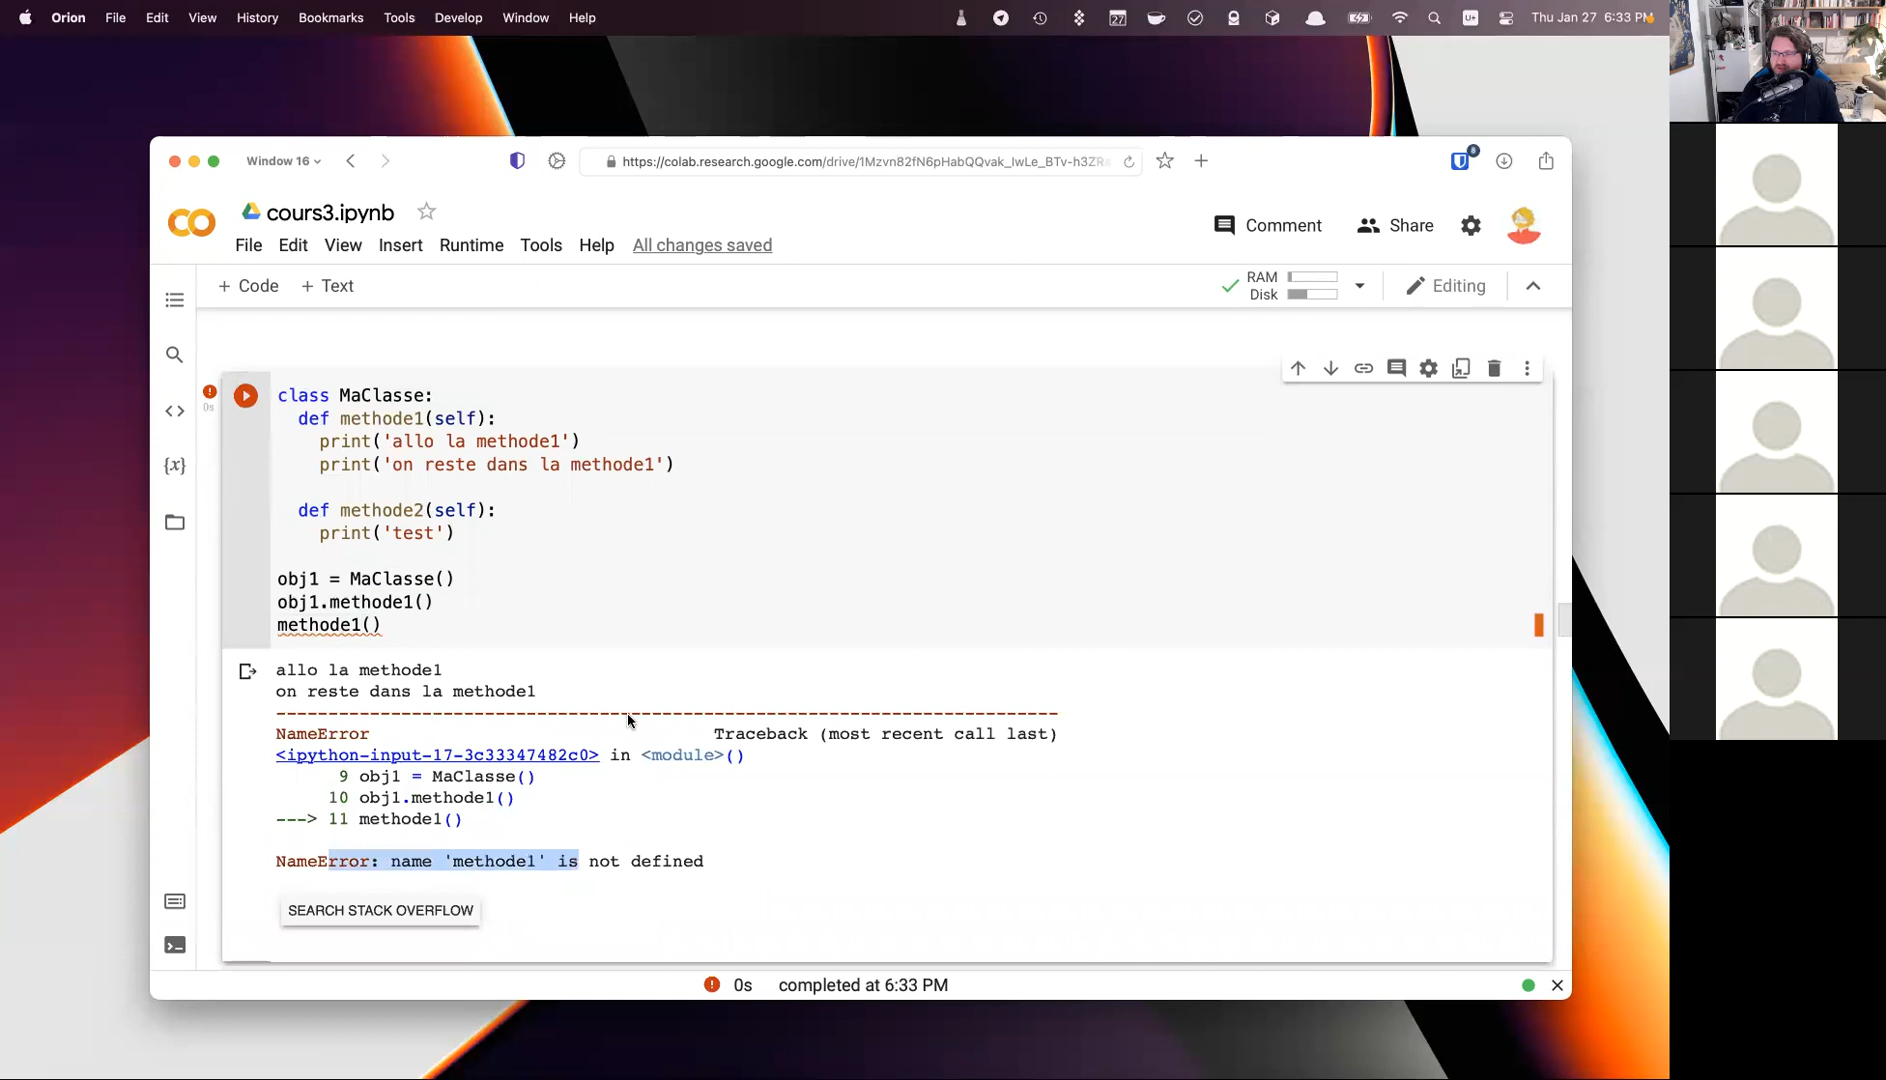 Orion File Edit View History Bookmarks Tools Develop Window Help 27 U+ Thu Jan 27 6:33 PM
Window 16 https://colab.research.google.com/drive/1Mzvn82fN6pHabQQvak_IwLe_BTv-h3ZR 8
cours3.ipynb
Comment Share
File Edit View Insert Runtime Tools Help All changes saved
+ Code + Text RAM Disk Editing
class MaClasse:
0s
def methode1(self):
print('allo la methode1')
print('on reste dans la methode1')
{x}
def methode2(self):
print('test')
obj1 = MaClasse()
obj1.methode1()
methode1()
allo la methode1
on reste dans la methode1
---------------------------------------------------------------------------
NameError Traceback (most recent call last)
<ipython-input-17-3c33347482c0> in <module>()
9 obj1 = MaClasse()
10 obj1.methode1()
---> 11 methode1()
NameError: name 'methode1' is not defined
SEARCH STACK OVERFLOW
0s completed at 6:33 PM